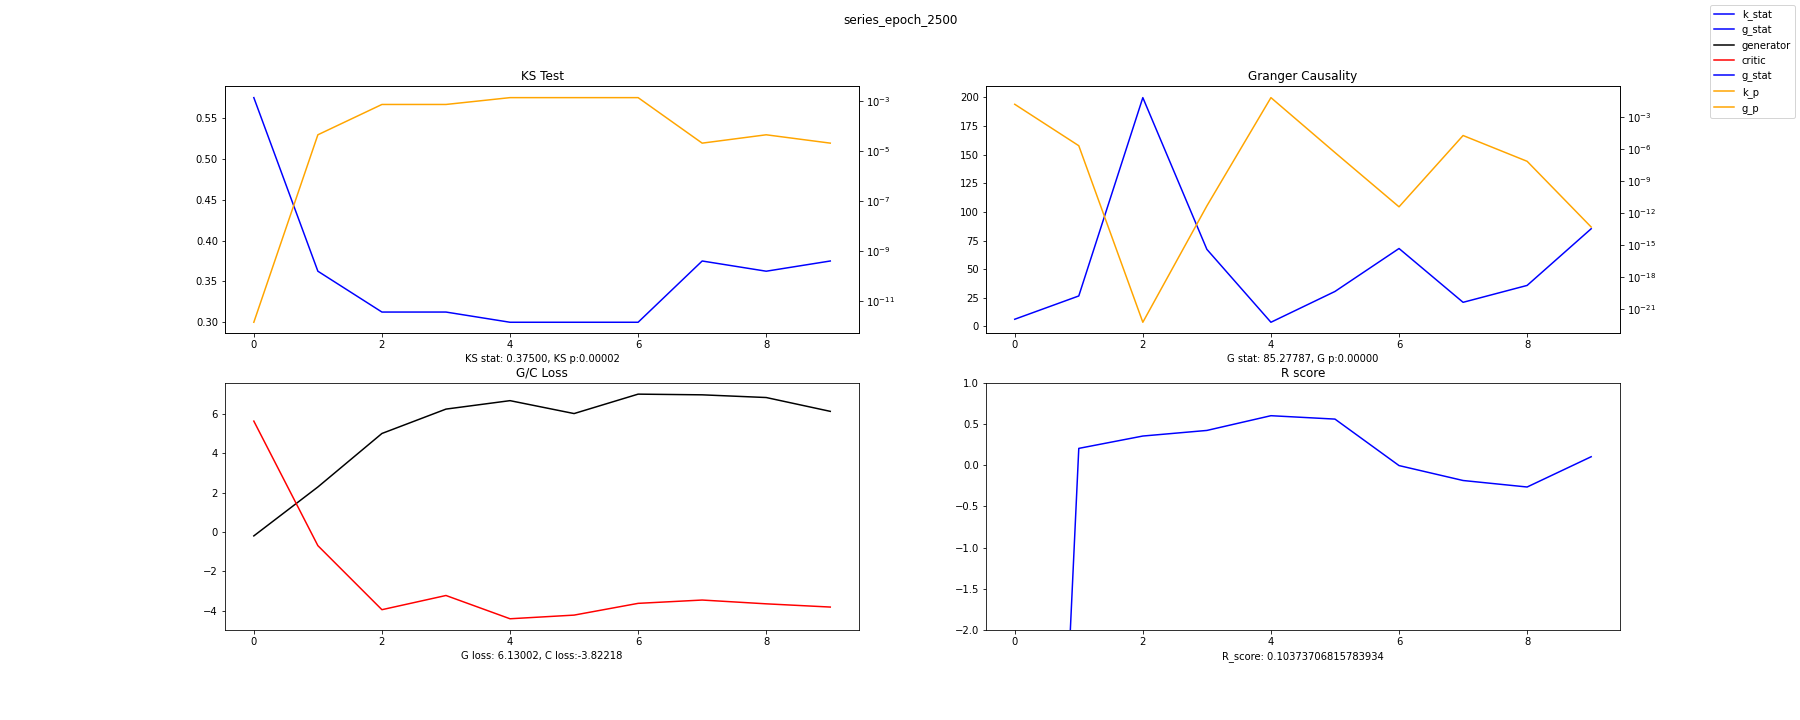 series_epoch_2500
k_stat
g_stat
generator
critic
g_stat
k_p
g_p
KS Test
0.55
0.50
0.45
0.40
0.35
0.30
10⁻³
10⁻⁵
10⁻⁷
10⁻⁹
10⁻¹¹
0 2 4 6 8
KS stat: 0.37500, KS p:0.00002
Granger Causality
200
175
150
125
100
75
50
25
0
10⁻³
10⁻⁶
10⁻⁹
10⁻¹²
10⁻¹⁵
10⁻¹⁸
10⁻²¹
0 2 4 6 8
G stat: 85.27787, G p:0.00000
G/C Loss
6
4
2
0
−2
−4
0 2 4 6 8
G loss: 6.13002, C loss:-3.82218
R score
1.0
0.5
0.0
−0.5
−1.0
−1.5
−2.0
0 2 4 6 8
R_score: 0.10373706815783934